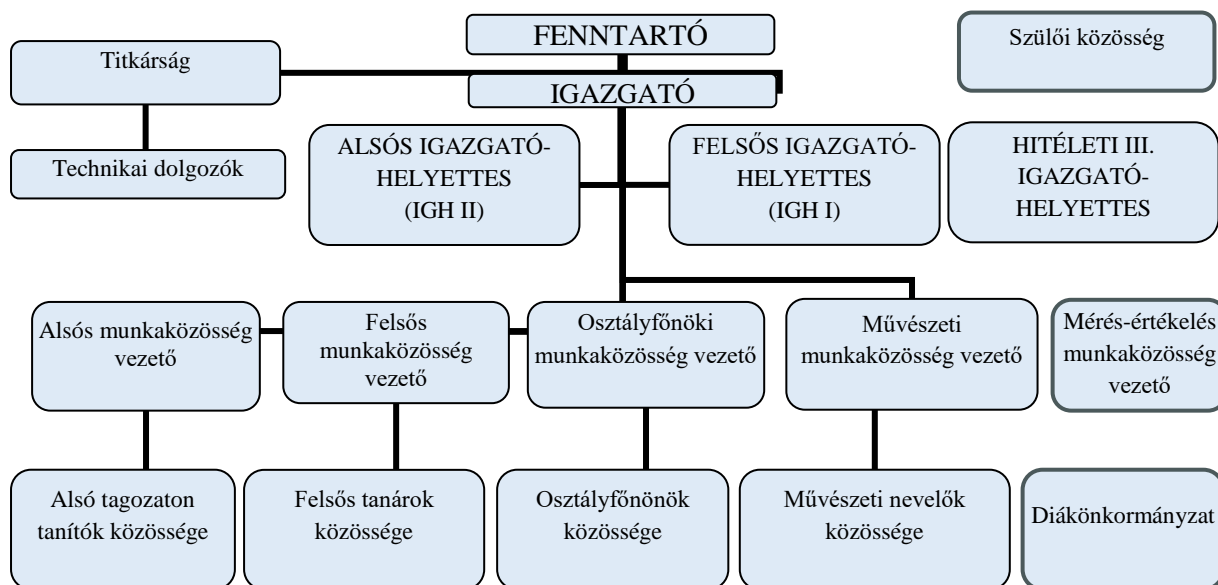 FENNTARTÓ
Szülői közösség
Titkárság
IGAZGATÓ
Technikai dolgozók
ALSÓS IGAZGATÓ-
HELYETTES
(IGH II)
FELSŐS IGAZGATÓ-
HELYETTES
(IGH I)
HITÉLETI III.
IGAZGATÓ-
HELYETTES
Alsós munkaközösség
vezető
Felsős
munkaközösség
vezető
Osztályfőnöki
munkaközösség vezető
Művészeti
munkaközösség vezető
Mérés-értékelés
munkaközösség
vezető
Alsó tagozaton
tanítók közössége
Felsős tanárok
közössége
Osztályfőnönök
közössége
Művészeti nevelők
közössége
Diákönkormányzat